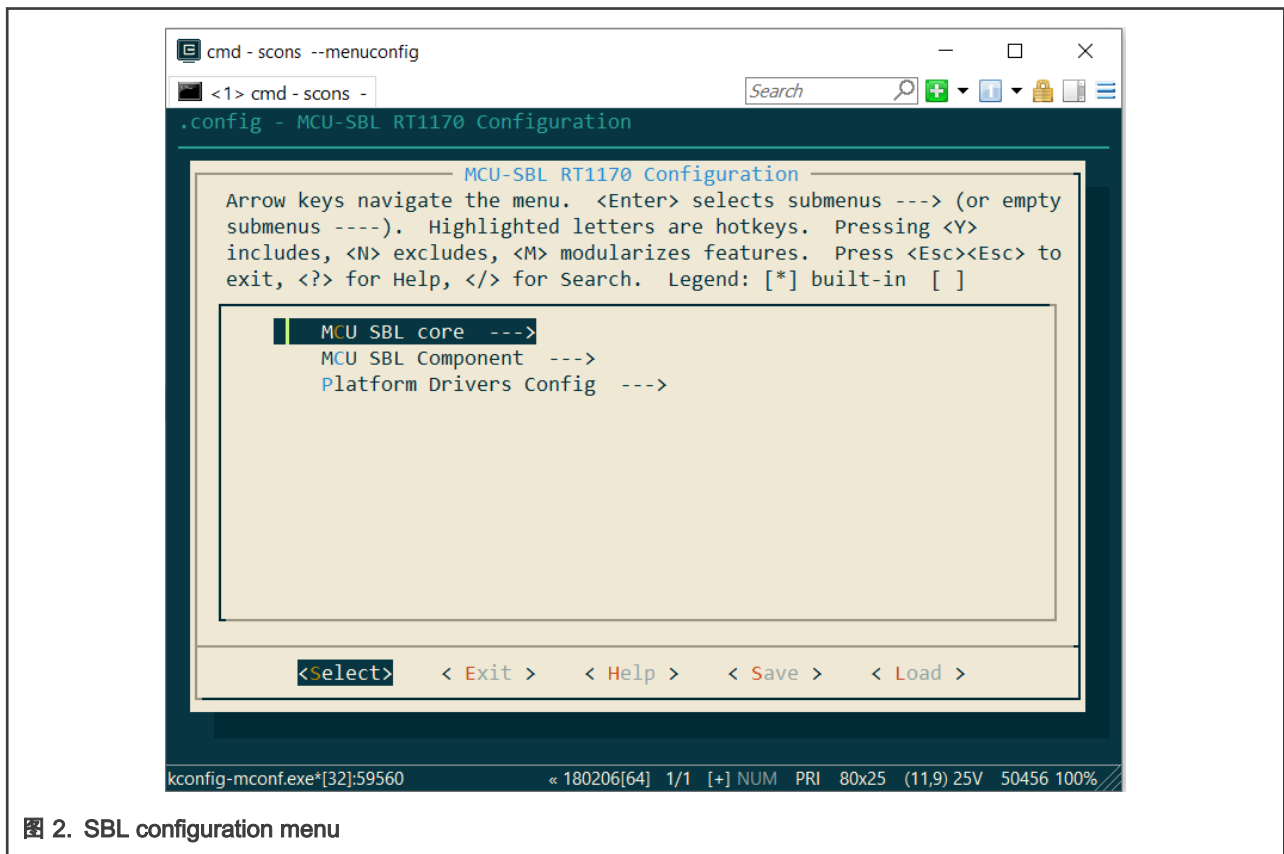 cmd - scons --menuconfig
<1> cmd - scons -
Search
.config - MCU-SBL RT1170 Configuration
MCU-SBL RT1170 Configuration
Arrow keys navigate the menu. <Enter> selects submenus ---> (or empty
submenus ----). Highlighted letters are hotkeys. Pressing <Y>
includes, <N> excludes, <M> modularizes features. Press <Esc><Esc> to
exit, <?> for Help, </> for Search. Legend: [*] built-in [ ]
MCU SBL core --->
MCU SBL Component --->
Platform Drivers Config --->
<Select> < Exit > < Help > < Save > < Load >
kconfig-mconf.exe*[32]:59560 « 180206[64] 1/1 [+] NUM PRI 80x25 (11,9) 25V 50456 100%
图 2. SBL configuration menu